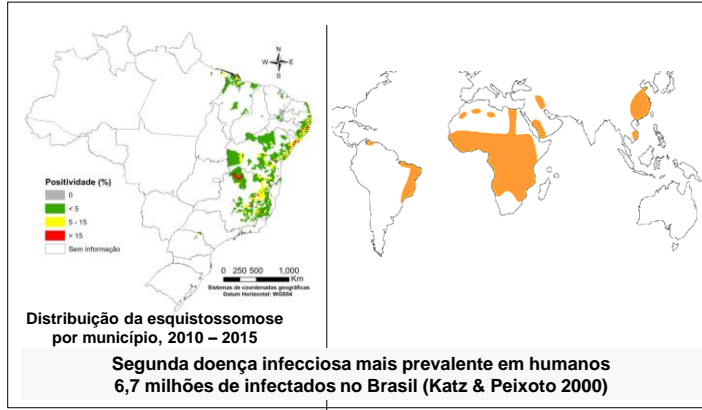 N
W E
S
Positividade (%)
0
< 5
5 - 15
> 15
Sem informação
0 250 500 1,000
Km
Sistemas de coordenadas geográficas
Datum Horizontal: WGS84
Distribuição da esquistossomose
por município, 2010 – 2015
Segunda doença infecciosa mais prevalente em humanos
6,7 milhões de infectados no Brasil (Katz & Peixoto 2000)